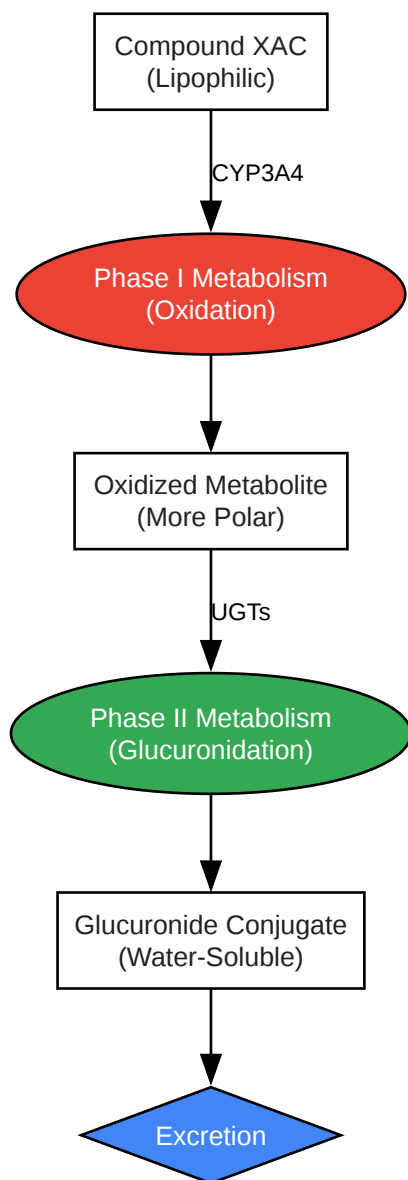 Compound XAC
(Lipophilic)
CYP3A4
Phase I Metabolism
(Oxidation)
Oxidized Metabolite
(More Polar)
UGTs
Phase II Metabolism
(Glucuronidation)
Glucuronide Conjugate
(Water-Soluble)
Excretion